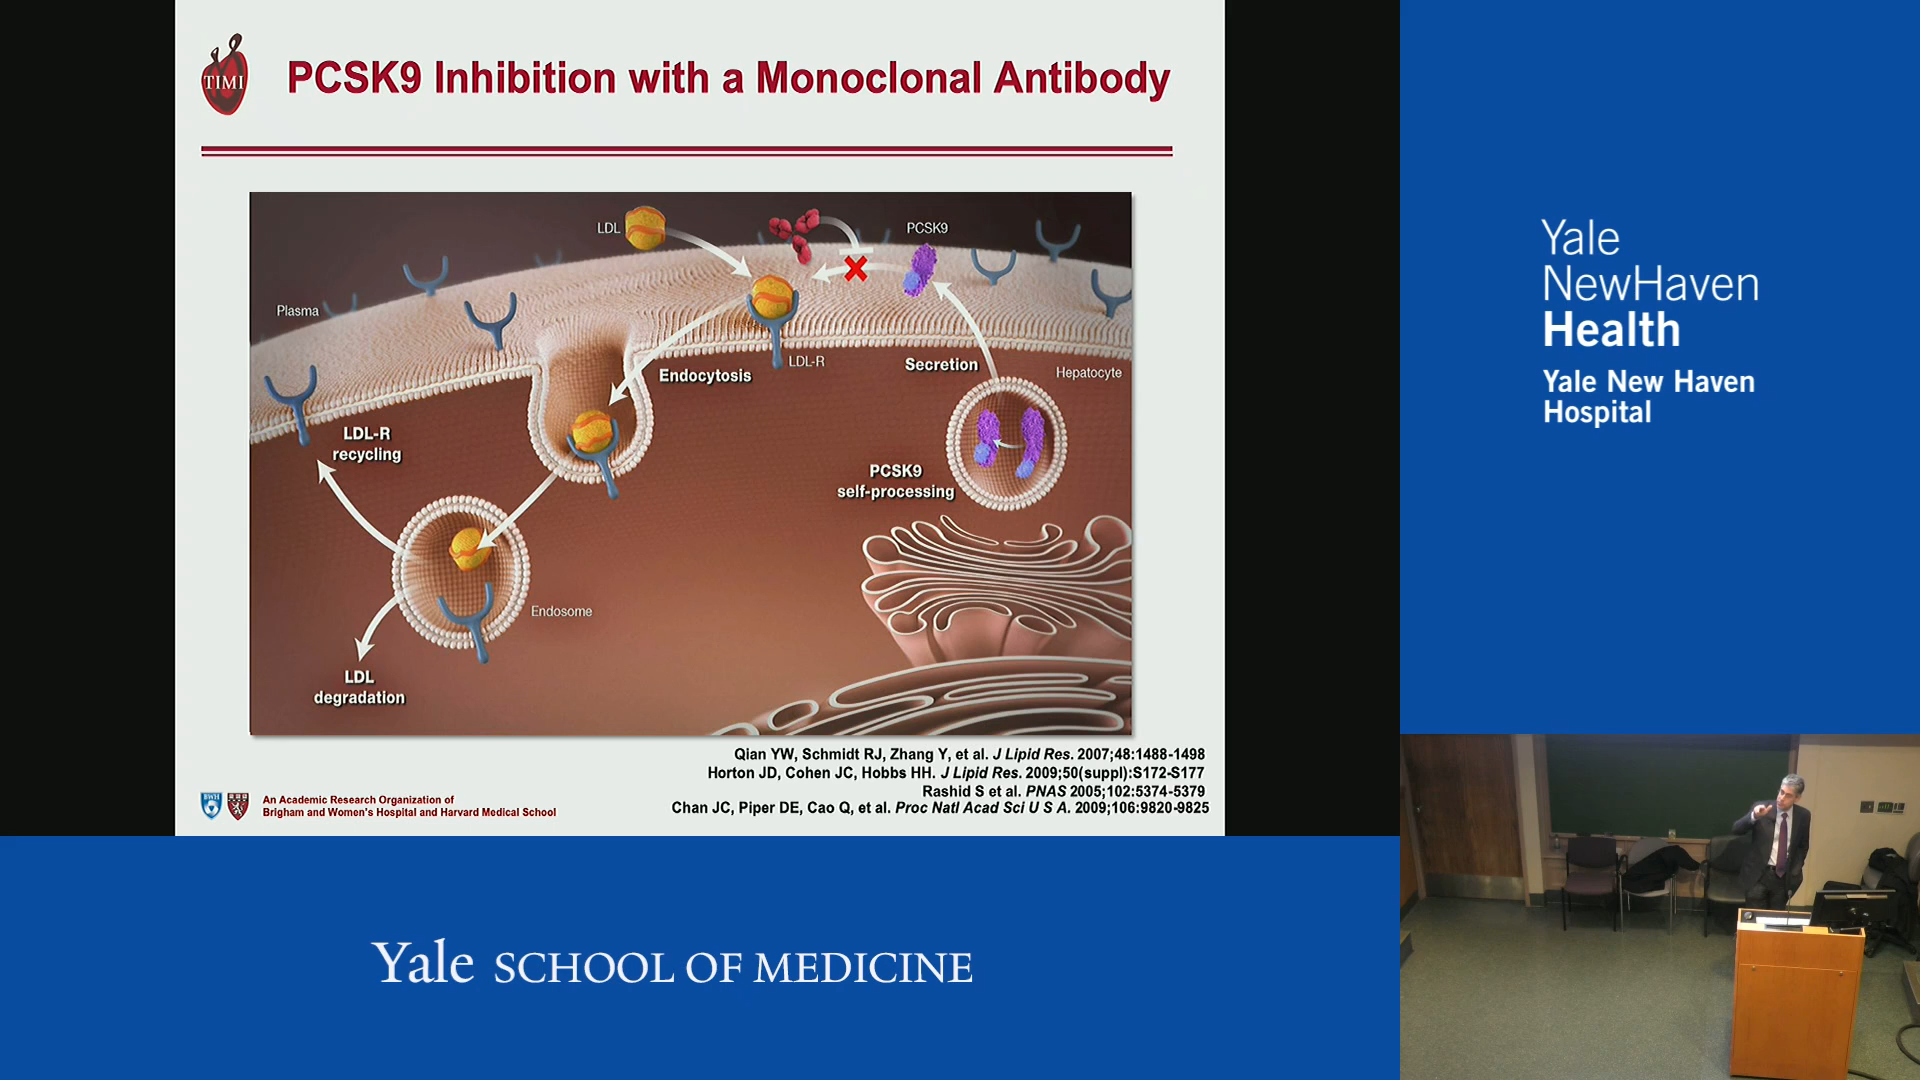 TIMI
PCSK9 Inhibition with a Monoclonal Antibody
LDL
PCSK9
Plasma
LDL-R
Endocytosis
Secretion
Hepatocyte
LDL-R
recycling
PCSK9
self-processing
Endosome
LDL
degradation
Qian YW, Schmidt RJ, Zhang Y, et al. J Lipid Res. 2007;48:1488-1498
Horton JD, Cohen JC, Hobbs HH. J Lipid Res. 2009;50(suppl):S172-S177
Rashid S et al. PNAS 2005;102:5374-5379
Chan JC, Piper DE, Cao Q, et al. Proc Natl Acad Sci U S A. 2009;106:9820-9825
BWH
An Academic Research Organization of
Brigham and Women's Hospital and Harvard Medical School
Yale
NewHaven
Health
Yale New Haven
Hospital
Yale SCHOOL OF MEDICINE